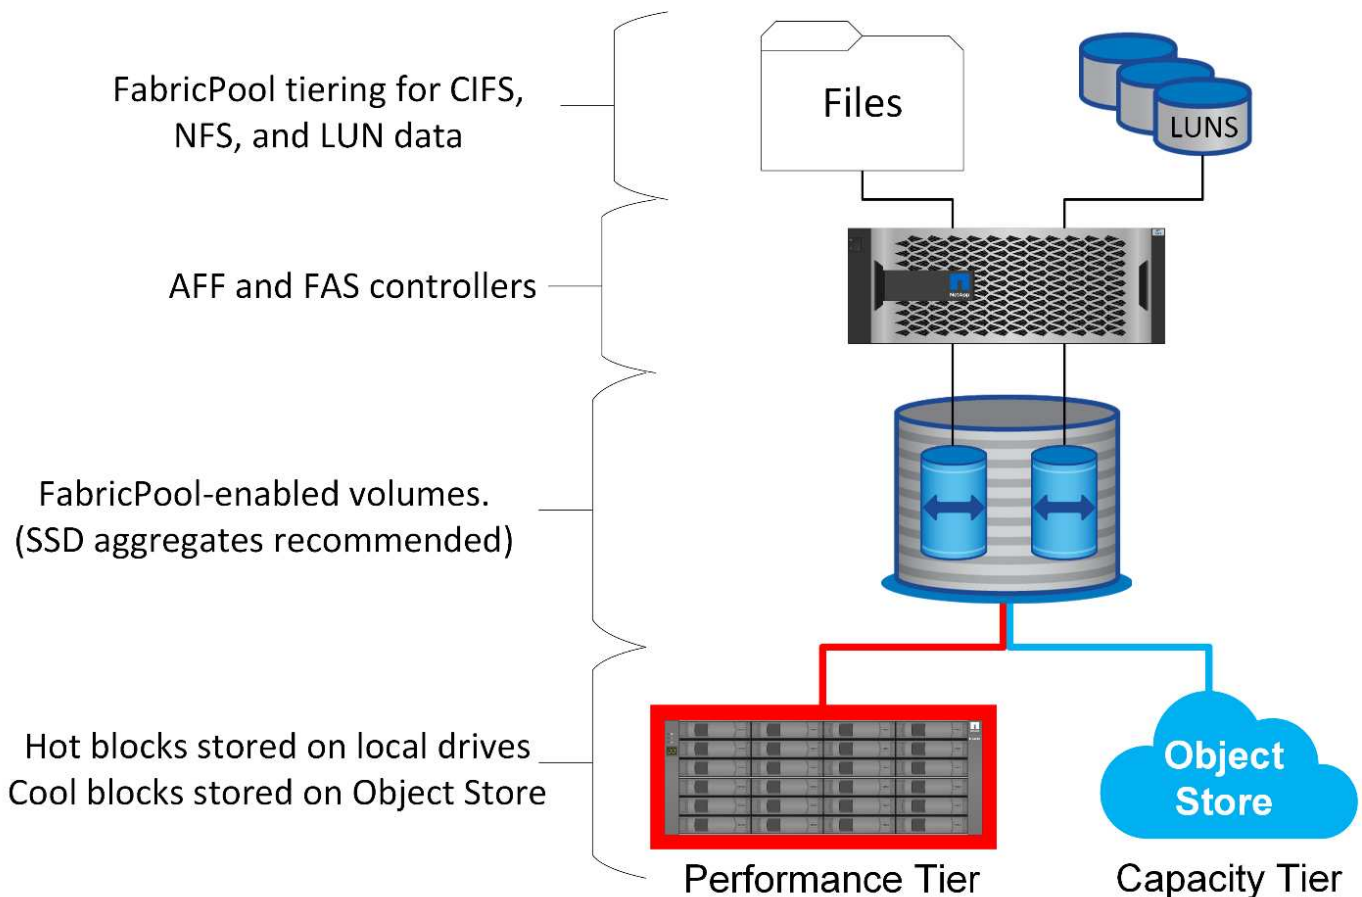 FabricPool tiering for CIFS,
NFS, and LUN data
Files
LUNS
AFF and FAS controllers
NetApp
FabricPool-enabled volumes.
(SSD aggregates recommended)
Hot blocks stored on local drives
Cool blocks stored on Object Store
Object
Store
Performance Tier
Capacity Tier